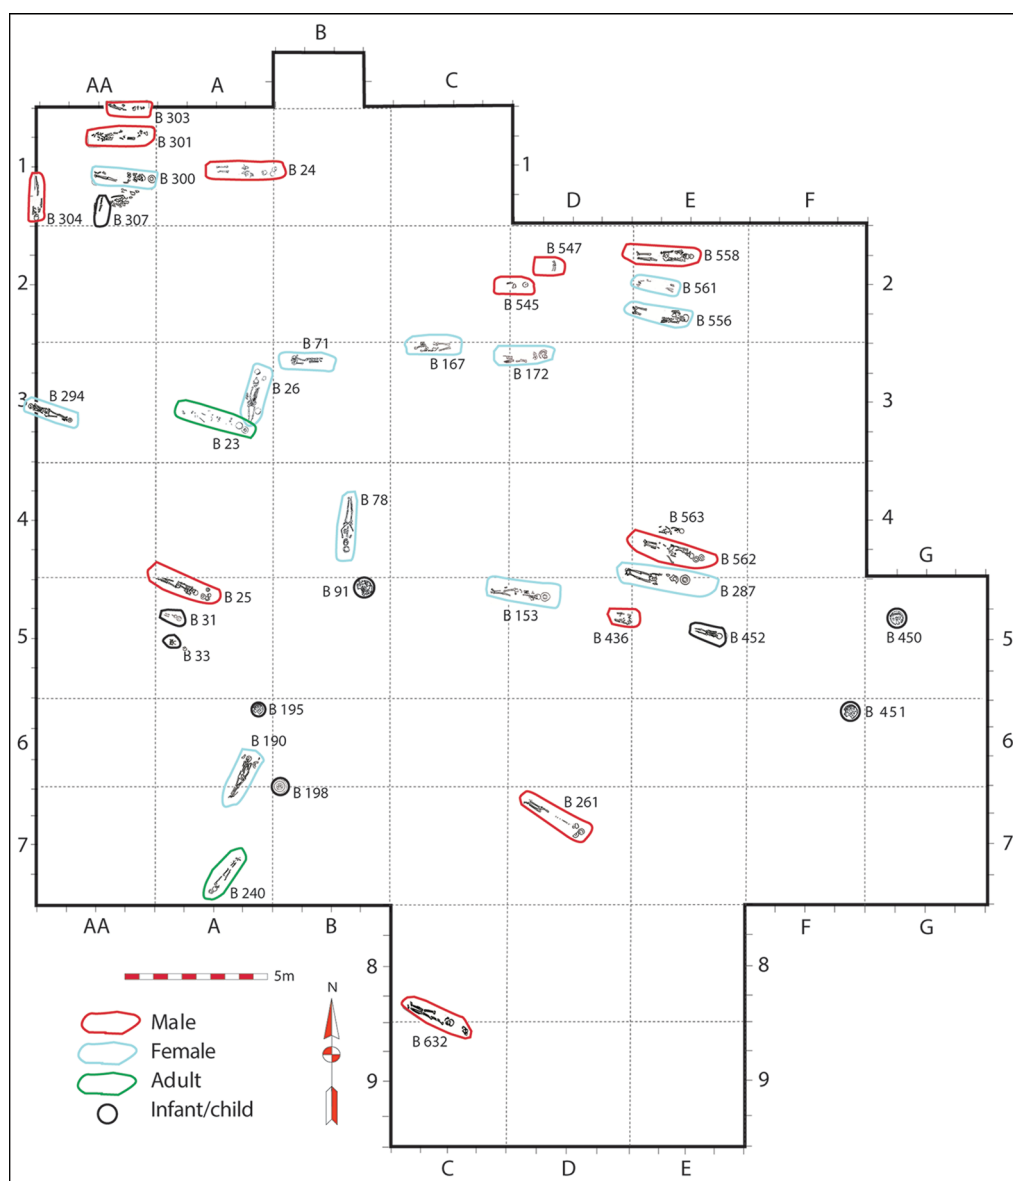 B
AA
A
C
B 303
B 301
1
B 300
B 24
1
B 304
B 307
D
E
F
B 547
B 558
2
B 561
2
B 545
B 556
B 71
B 167
B 172
B 294
B 26
3
3
B 23
B 78
B 563
4
4
G
B 562
B 25
B 91
B 287
B 153
B 31
B 436
B 452
B 450
5
5
B 33
B 195
B 451
6
B 190
6
B 198
B 261
7
7
B 240
AA
A
B
F
G
8
8
5m
N
Male
B 632
Female
Adult
9
9
Infant/child
C
D
E